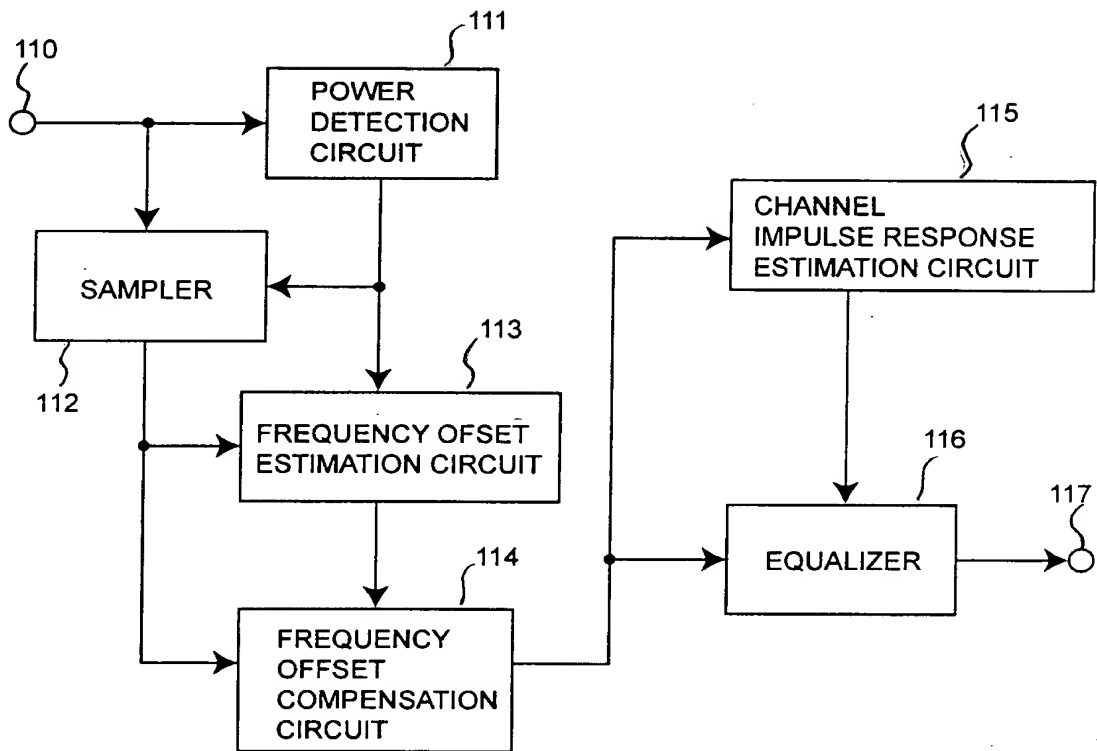 110
111
POWER
DETECTION
CIRCUIT
115
CHANNEL
IMPULSE RESPONSE
ESTIMATION CIRCUIT
SAMPLER
112
113
FREQUENCY OFSET
ESTIMATION CIRCUIT
116
EQUALIZER
117
114
FREQUENCY
OFFSET
COMPENSATION
CIRCUIT